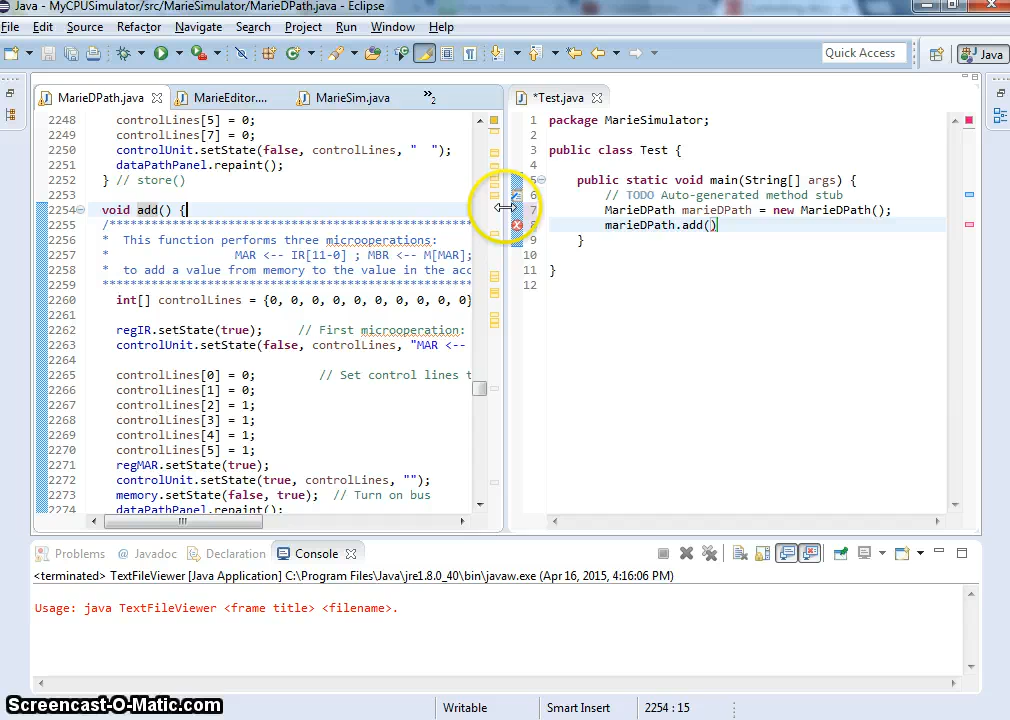 Java - MyCPUSimulator/src/MarieSimulator/MarieDPath.java - Eclipse
File Edit Source Refactor Navigate Search Project Run Window Help
Quick Access Java
MarieDPath.java MarieEditor.... MarieSim.java »2
2248 controlLines[5] = 0;
2249 controlLines[7] = 0;
2250 controlUnit.setState(false, controlLines, "  ");
2251 dataPathPanel.repaint();
2252 } // store()
2253
2254 void add() {
2255 /****************************************************
2256 * This function performs three microoperations:
2257 * MAR <-- IR[11-0] ; MBR <-- M[MAR];
2258 * to add a value from memory to the value in the acc
2259 ****************************************************
2260 int[] controlLines = {0, 0, 0, 0, 0, 0, 0, 0, 0, 0}
2261
2262 regIR.setState(true); // First microoperation:
2263 controlUnit.setState(false, controlLines, "MAR <--
2264
2265 controlLines[0] = 0; // Set control lines t
2266 controlLines[1] = 0;
2267 controlLines[2] = 1;
2268 controlLines[3] = 1;
2269 controlLines[4] = 1;
2270 controlLines[5] = 1;
2271 regMAR.setState(true);
2272 controlUnit.setState(true, controlLines, "");
2273 memory.setState(false, true); // Turn on bus
2274 dataPathPanel.repaint();
*Test.java
1 package MarieSimulator;
2
3 public class Test {
4
5 public static void main(String[] args) {
6 // TODO Auto-generated method stub
7 MarieDPath marieDPath = new MarieDPath();
8 marieDPath.add()
9 }
10
11 }
12
Problems @ Javadoc Declaration Console
<terminated> TextFileViewer [Java Application] C:\Program Files\Java\jre1.8.0_40\bin\javaw.exe (Apr 16, 2015, 4:16:06 PM)
Usage: java TextFileViewer <frame title> <filename>.
Screencast-O-Matic.com
Writable Smart Insert 2254 : 15